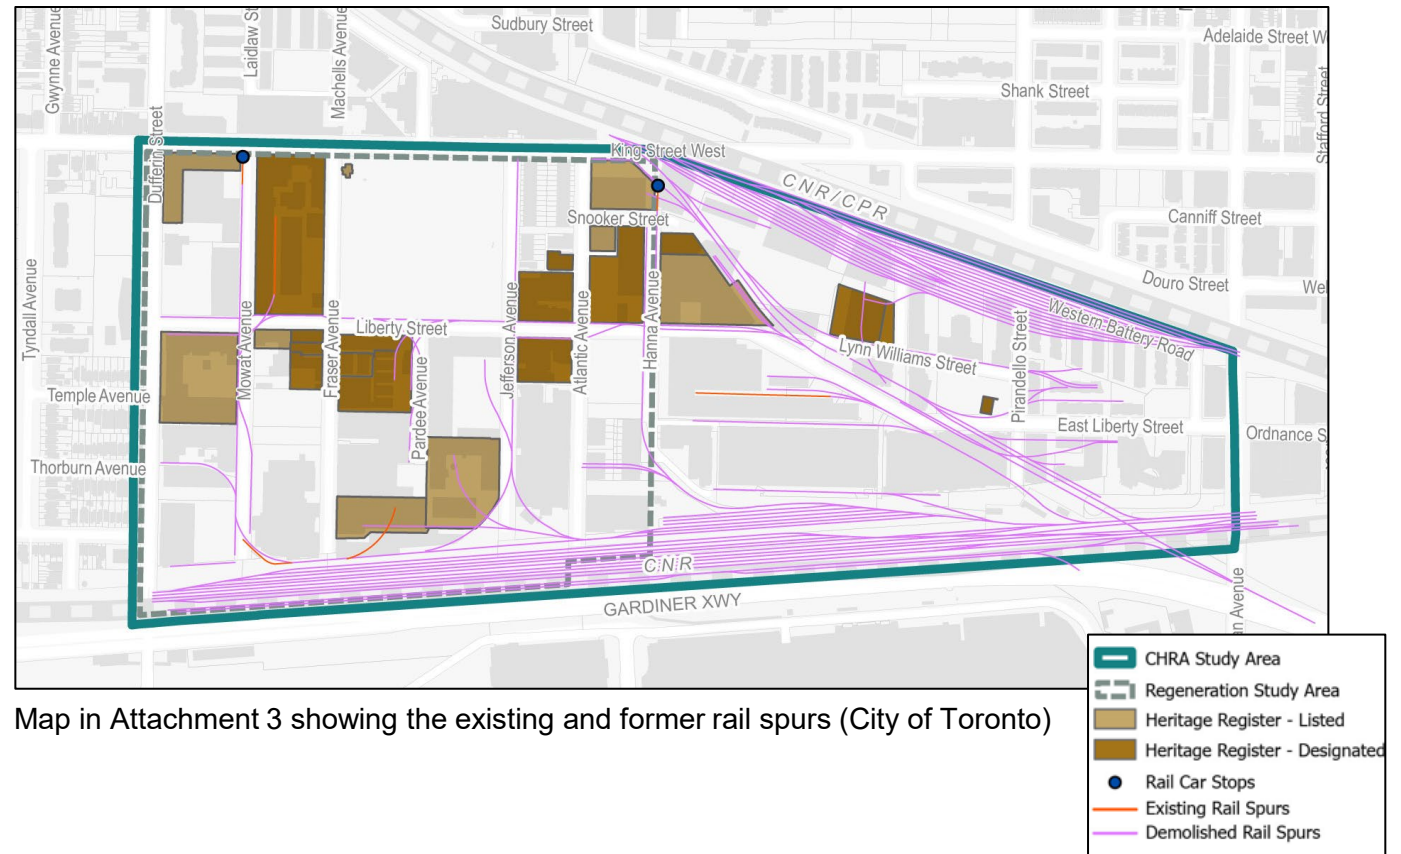 Sudbury Street
Adelaide Street W
Gwynne Avenue
Laidlaw St
Machells Avenue
Shank Street
Stafford Street
Dufferin Street
King Street West
CNR/CPR
Snooker Street
Canniff Street
Douro Street
Wel
Tyndall Avenue
Mowat Avenue
Fraser Avenue
Liberty Street
Jefferson Avenue
Atlantic Avenue
Hanna Avenue
Western Battery Road
Lynn Williams Street
Pirandello Street
Temple Avenue
Pardee Avenue
East Liberty Street
Ordnance S
Thorburn Avenue
CNR
GARDINER XWY
an Avenue
CHRA Study Area
Regeneration Study Area
Heritage Register - Listed
Heritage Register - Designated
Rail Car Stops
Existing Rail Spurs
Demolished Rail Spurs
Map in Attachment 3 showing the existing and former rail spurs (City of Toronto)